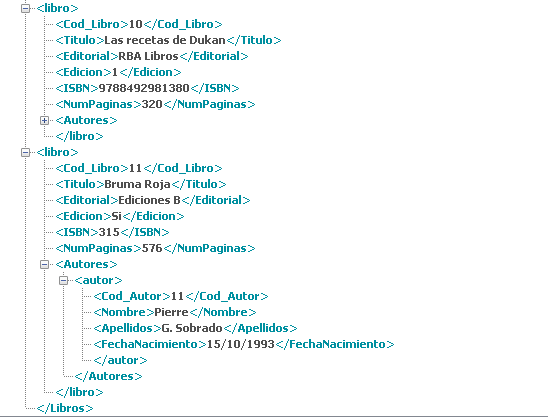 <libro>
<Cod_Libro>10</Cod_Libro>
<Titulo>Las recetas de Dukan</Titulo>
<Editorial>RBA Libros</Editorial>
<Edicion>1</Edicion>
<ISBN>9788492981380</ISBN>
<NumPaginas>320</NumPaginas>
<Autores>
</libro>
<libro>
<Cod_Libro>11</Cod_Libro>
<Titulo>Bruma Roja</Titulo>
<Editorial>Ediciones B</Editorial>
<Edicion>Si</Edicion>
<ISBN>315</ISBN>
<NumPaginas>576</NumPaginas>
<Autores>
<autor>
<Cod_Autor>11</Cod_Autor>
<Nombre>Pierre</Nombre>
<Apellidos>G. Sobrado</Apellidos>
<FechaNacimiento>15/10/1993</FechaNacimiento>
</autor>
</Autores>
</libro>
</Libros>